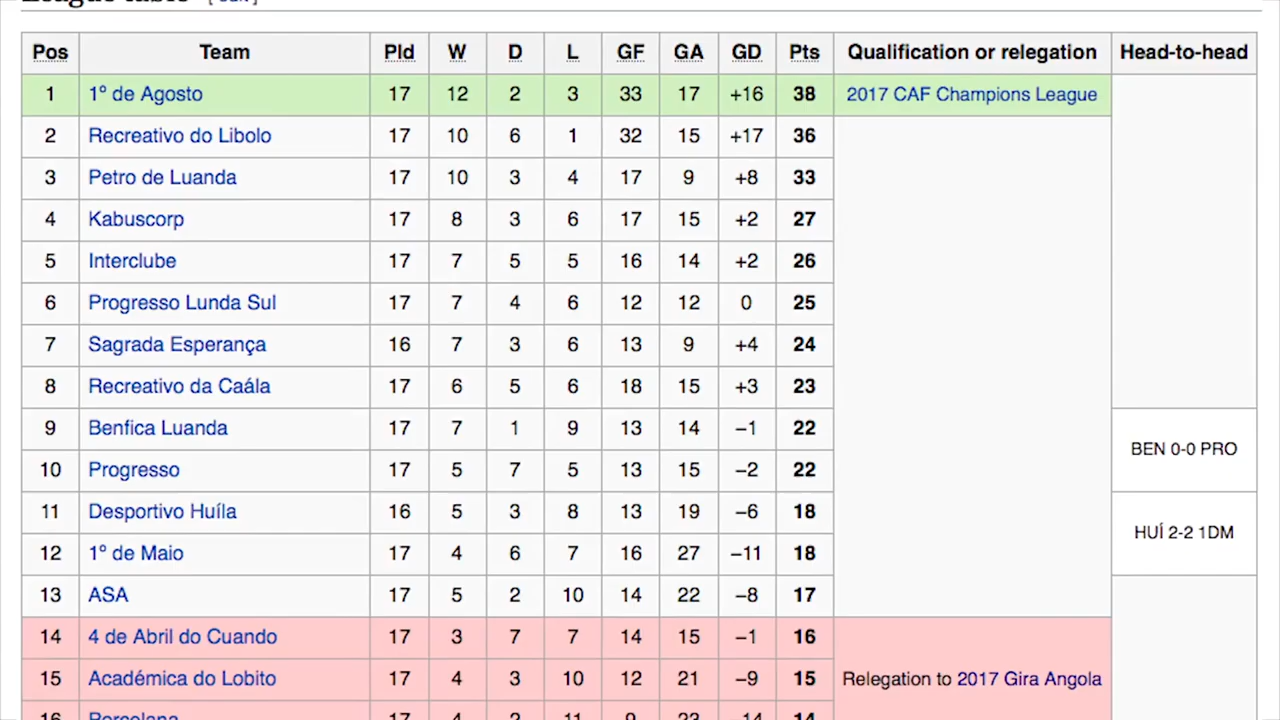 Pos Team Pld W D L GF GA GD Pts Qualification or relegation Head-to-head
1 1º de Agosto 17 12 2 3 33 17 +16 38 2017 CAF Champions League
2 Recreativo do Libolo 17 10 6 1 32 15 +17 36
3 Petro de Luanda 17 10 3 4 17 9 +8 33
4 Kabuscorp 17 8 3 6 17 15 +2 27
5 Interclube 17 7 5 5 16 14 +2 26
6 Progresso Lunda Sul 17 7 4 6 12 12 0 25
7 Sagrada Esperança 16 7 3 6 13 9 +4 24
8 Recreativo da Caála 17 6 5 6 18 15 +3 23
9 Benfica Luanda 17 7 1 9 13 14 −1 22
BEN 0-0 PRO
10 Progresso 17 5 7 5 13 15 −2 22
11 Desportivo Huíla 16 5 3 8 13 19 −6 18
HUÍ 2-2 1DM
12 1º de Maio 17 4 6 7 16 27 −11 18
13 ASA 17 5 2 10 14 22 −8 17
14 4 de Abril do Cuando 17 3 7 7 14 15 −1 16
15 Académica do Lobito 17 4 3 10 12 21 −9 15 Relegation to 2017 Gira Angola